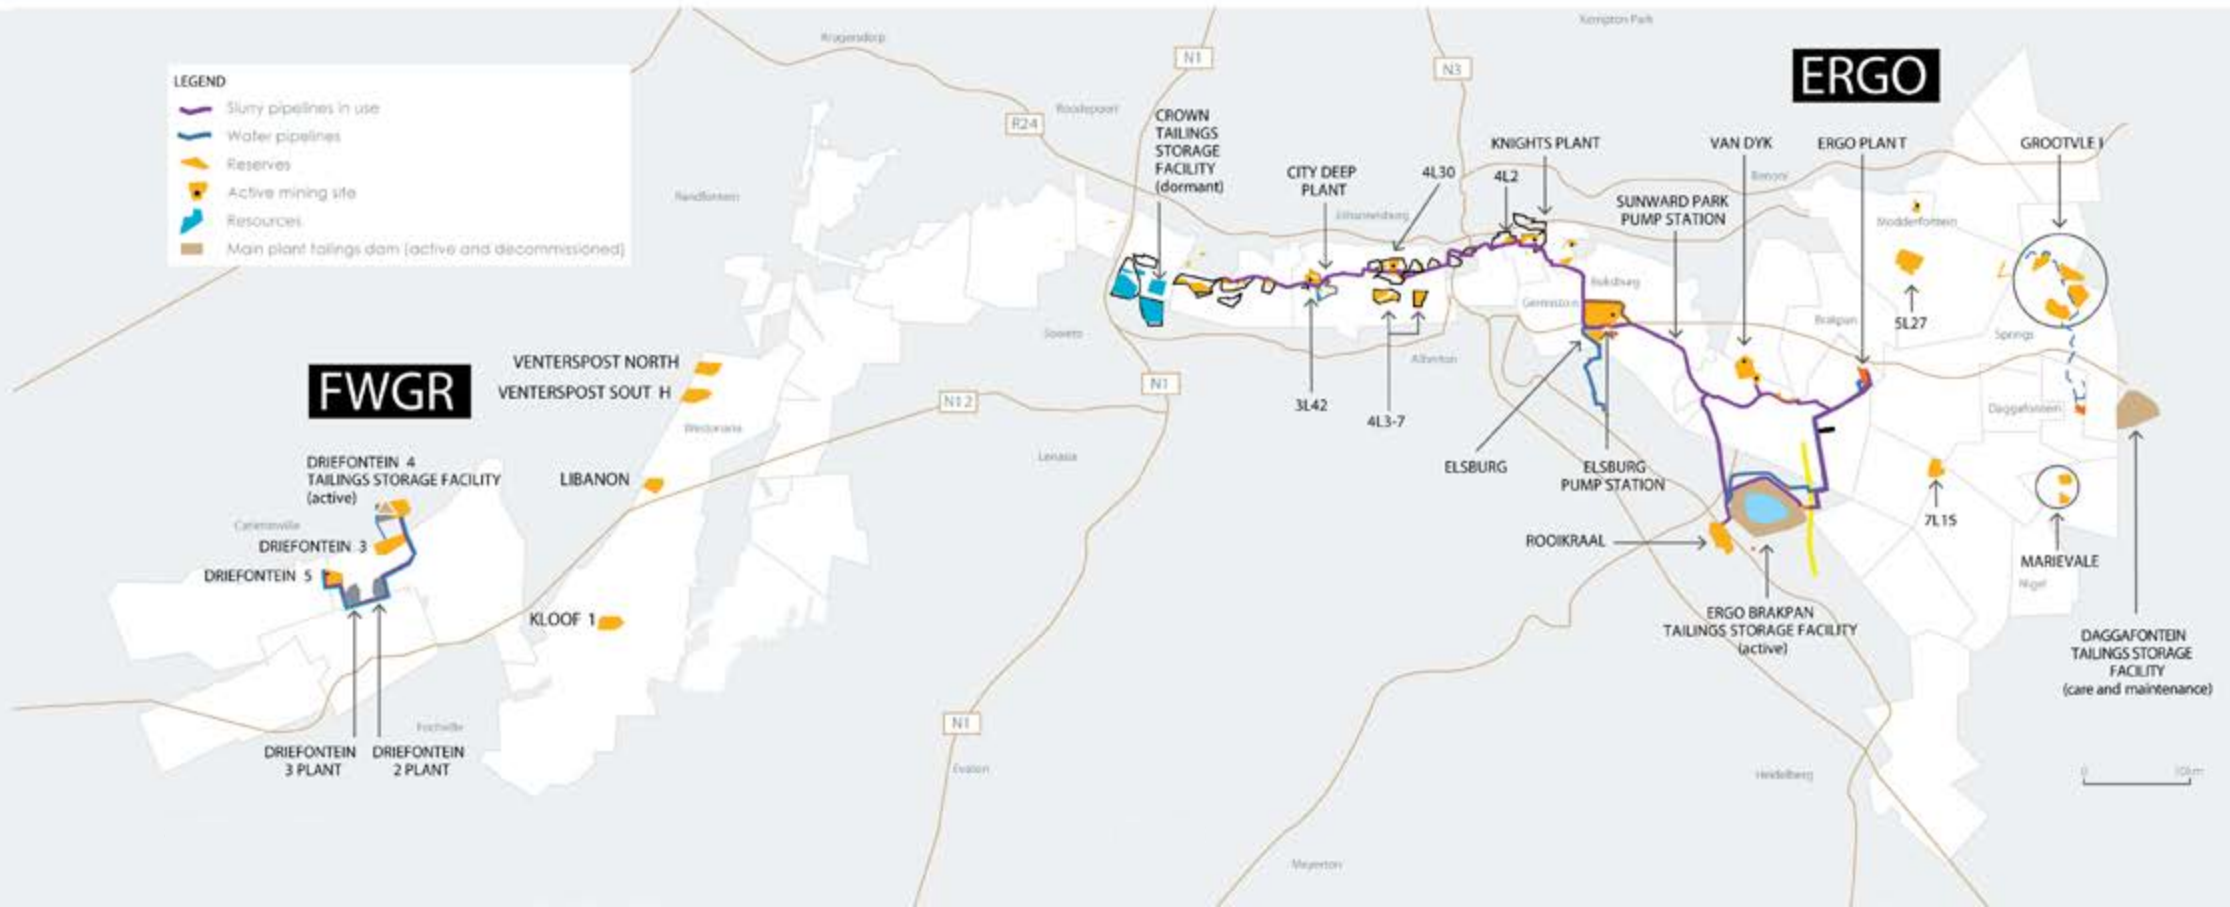 LEGEND
Slurry pipelines in use
Water pipelines
Reserves
Active mining site
Resources
Main plant tailings dam (active and decommissioned)
Krugersdorp
N1
N3
Kempton Park
ERGO
R24
Roodepoort
CROWN
TAILINGS
STORAGE
FACILITY
(dormant)
CITY DEEP
PLANT
4L30
4L2
KNIGHTS PLANT
SUNWARD PARK
PUMP STATION
VAN DYK
ERGO PLANT
GROOTVLEI
Benoni
Randfontein
Johannesburg
Modderfontein
Boksburg
Germiston
Brakpan
5L27
Springs
Soweto
Alberton
3L42
4L3-7
N1
N12
FWGR
VENTERSPOST NORTH
VENTERSPOST SOUT H
Westonaria
LIBANON
Lenasia
ELSBURG
ELSBURG
PUMP STATION
Daggafontein
DRIEFONTEIN 4
TAILINGS STORAGE FACILITY
(active)
Carletonville
DRIEFONTEIN 3
DRIEFONTEIN 5
KLOOF 1
ROOIKRAAL
7L15
MARIEVALE
Nigel
ERGO BRAKPAN
TAILINGS STORAGE FACILITY
(active)
DAGGAFONTEIN
TAILINGS STORAGE
FACILITY
(care and maintenance)
Fochville
DRIEFONTEIN
3 PLANT
DRIEFONTEIN
2 PLANT
N1
Evaton
Heidelberg
0
10km
Meyerton